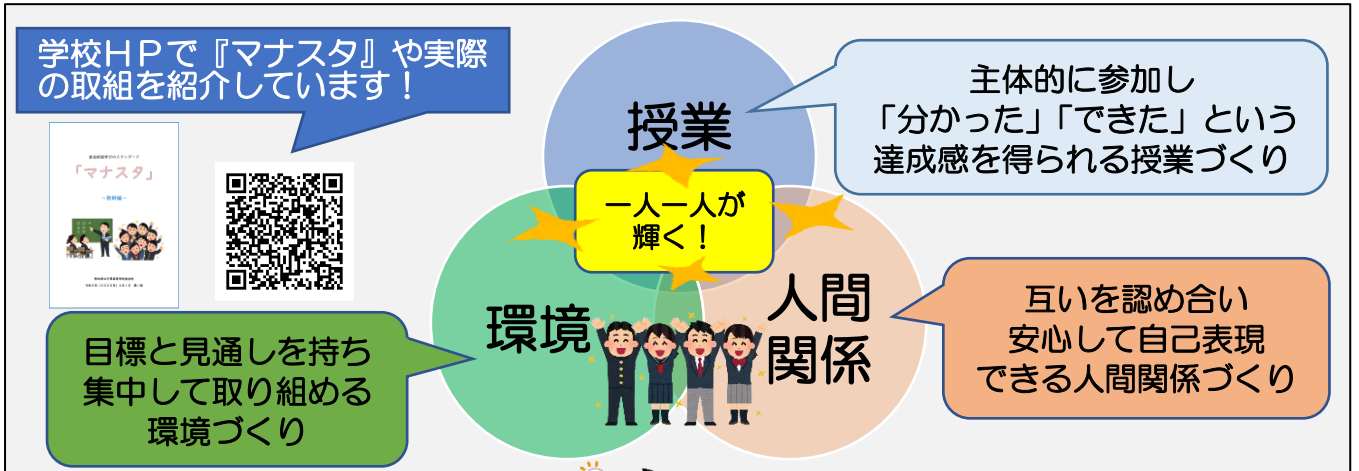 学校HPで『マナスタ』や実際
の取組を紹介しています！
「マナスタ」
授業
主体的に参加し
「分かった」「できた」という
達成感を得られる授業づくり
一人一人が
輝く！
環境
人間
関係
目標と見通しを持ち
集中して取り組める
環境づくり
互いを認め合い
安心して自己表現
できる人間関係づくり